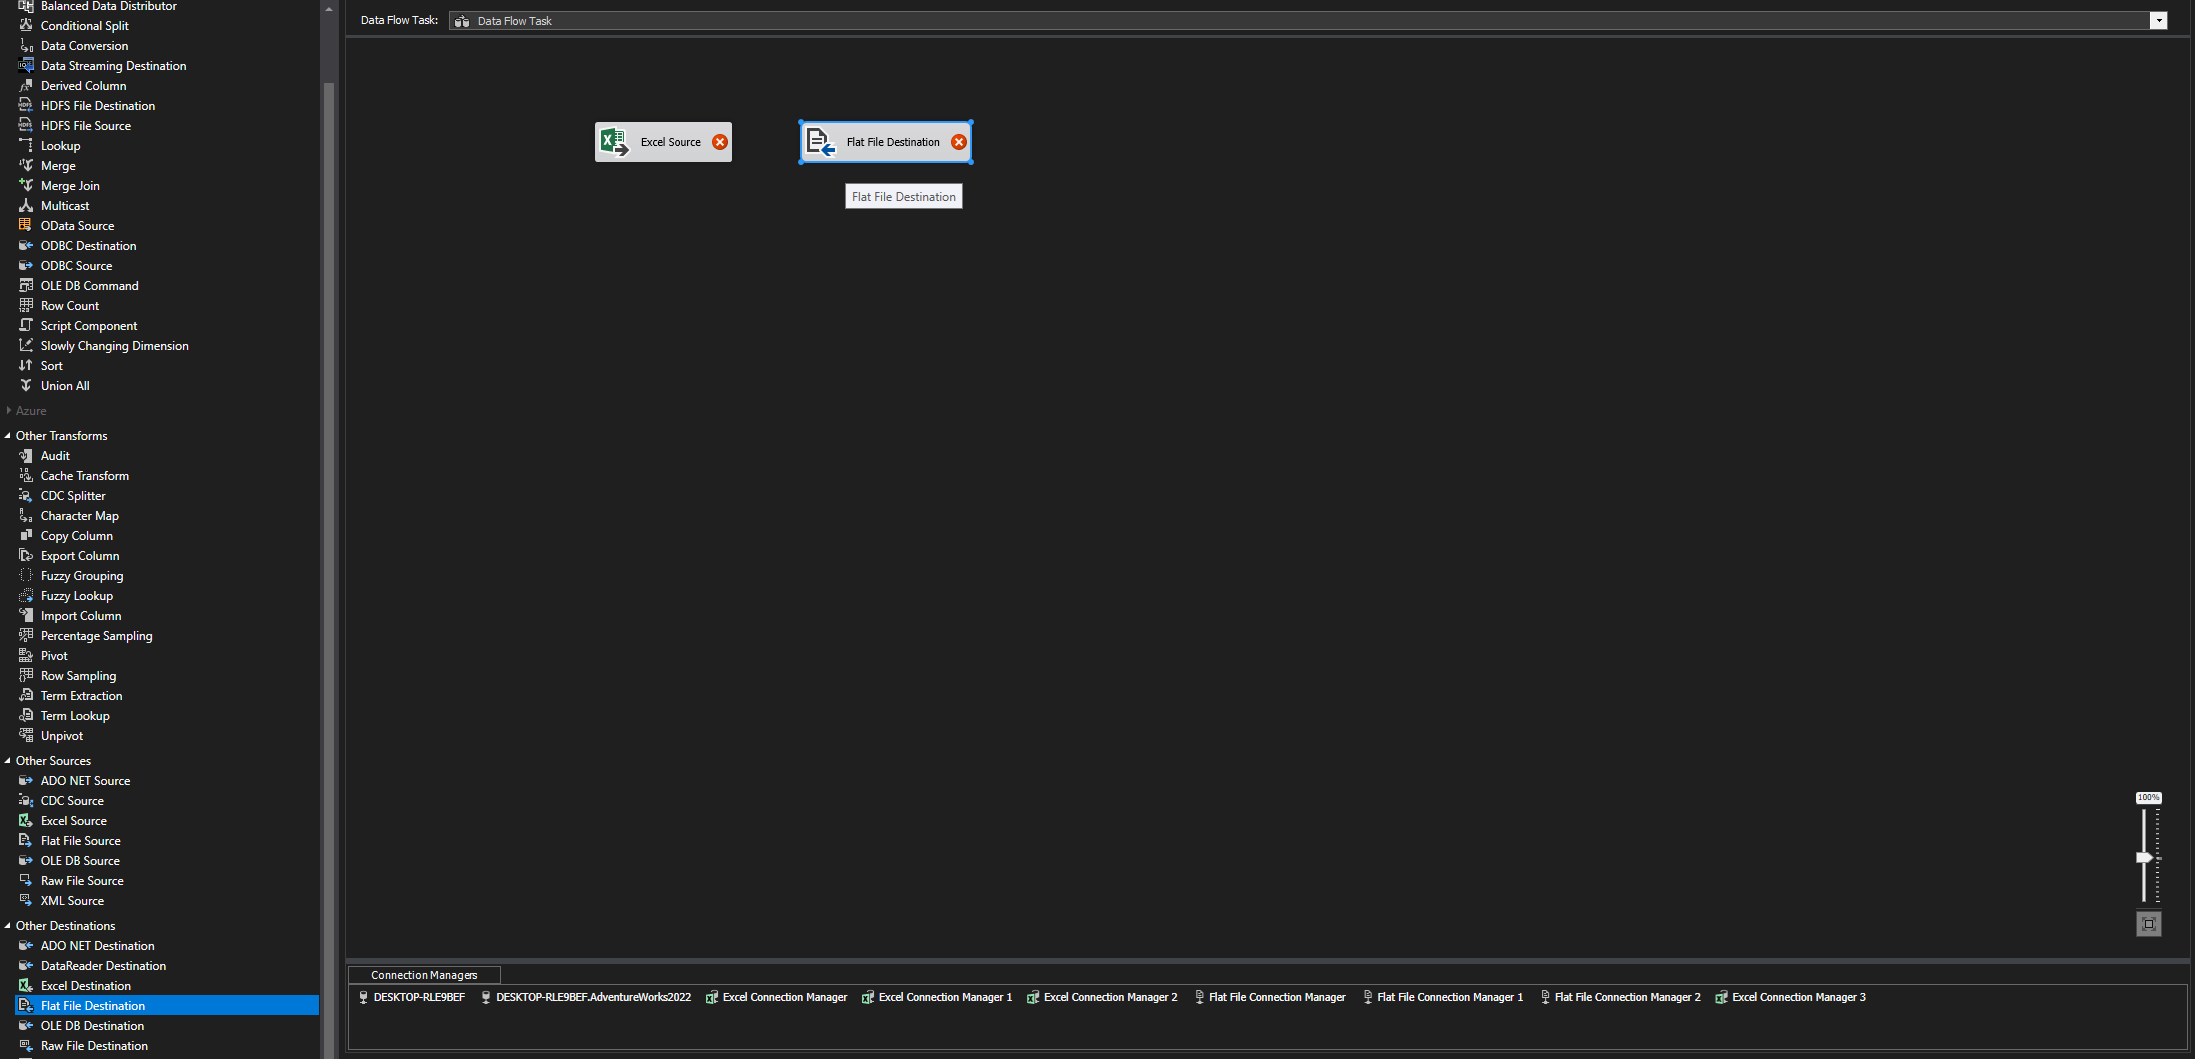 Balanced Data Distributor
Conditional Split
Data Conversion
Data Streaming Destination
Derived Column
HDFS File Destination
HDFS File Source
Lookup
Merge
Merge Join
Multicast
OData Source
ODBC Destination
ODBC Source
OLE DB Command
Row Count
Script Component
Slowly Changing Dimension
Sort
Union All
Azure
Other Transforms
Audit
Cache Transform
CDC Splitter
Character Map
Copy Column
Export Column
Fuzzy Grouping
Fuzzy Lookup
Import Column
Percentage Sampling
Pivot
Row Sampling
Term Extraction
Term Lookup
Unpivot
Other Sources
ADO NET Source
CDC Source
Excel Source
Flat File Source
OLE DB Source
Raw File Source
XML Source
Other Destinations
ADO NET Destination
DataReader Destination
Excel Destination
Flat File Destination
OLE DB Destination
Raw File Destination
Data Flow Task: Data Flow Task
Excel Source
Flat File Destination
Flat File Destination
100%
Connection Managers
DESKTOP-RLE9BEF DESKTOP-RLE9BEF.AdventureWorks2022 Excel Connection Manager Excel Connection Manager 1 Excel Connection Manager 2 Flat File Connection Manager Flat File Connection Manager 1 Flat File Connection Manager 2 Excel Connection Manager 3